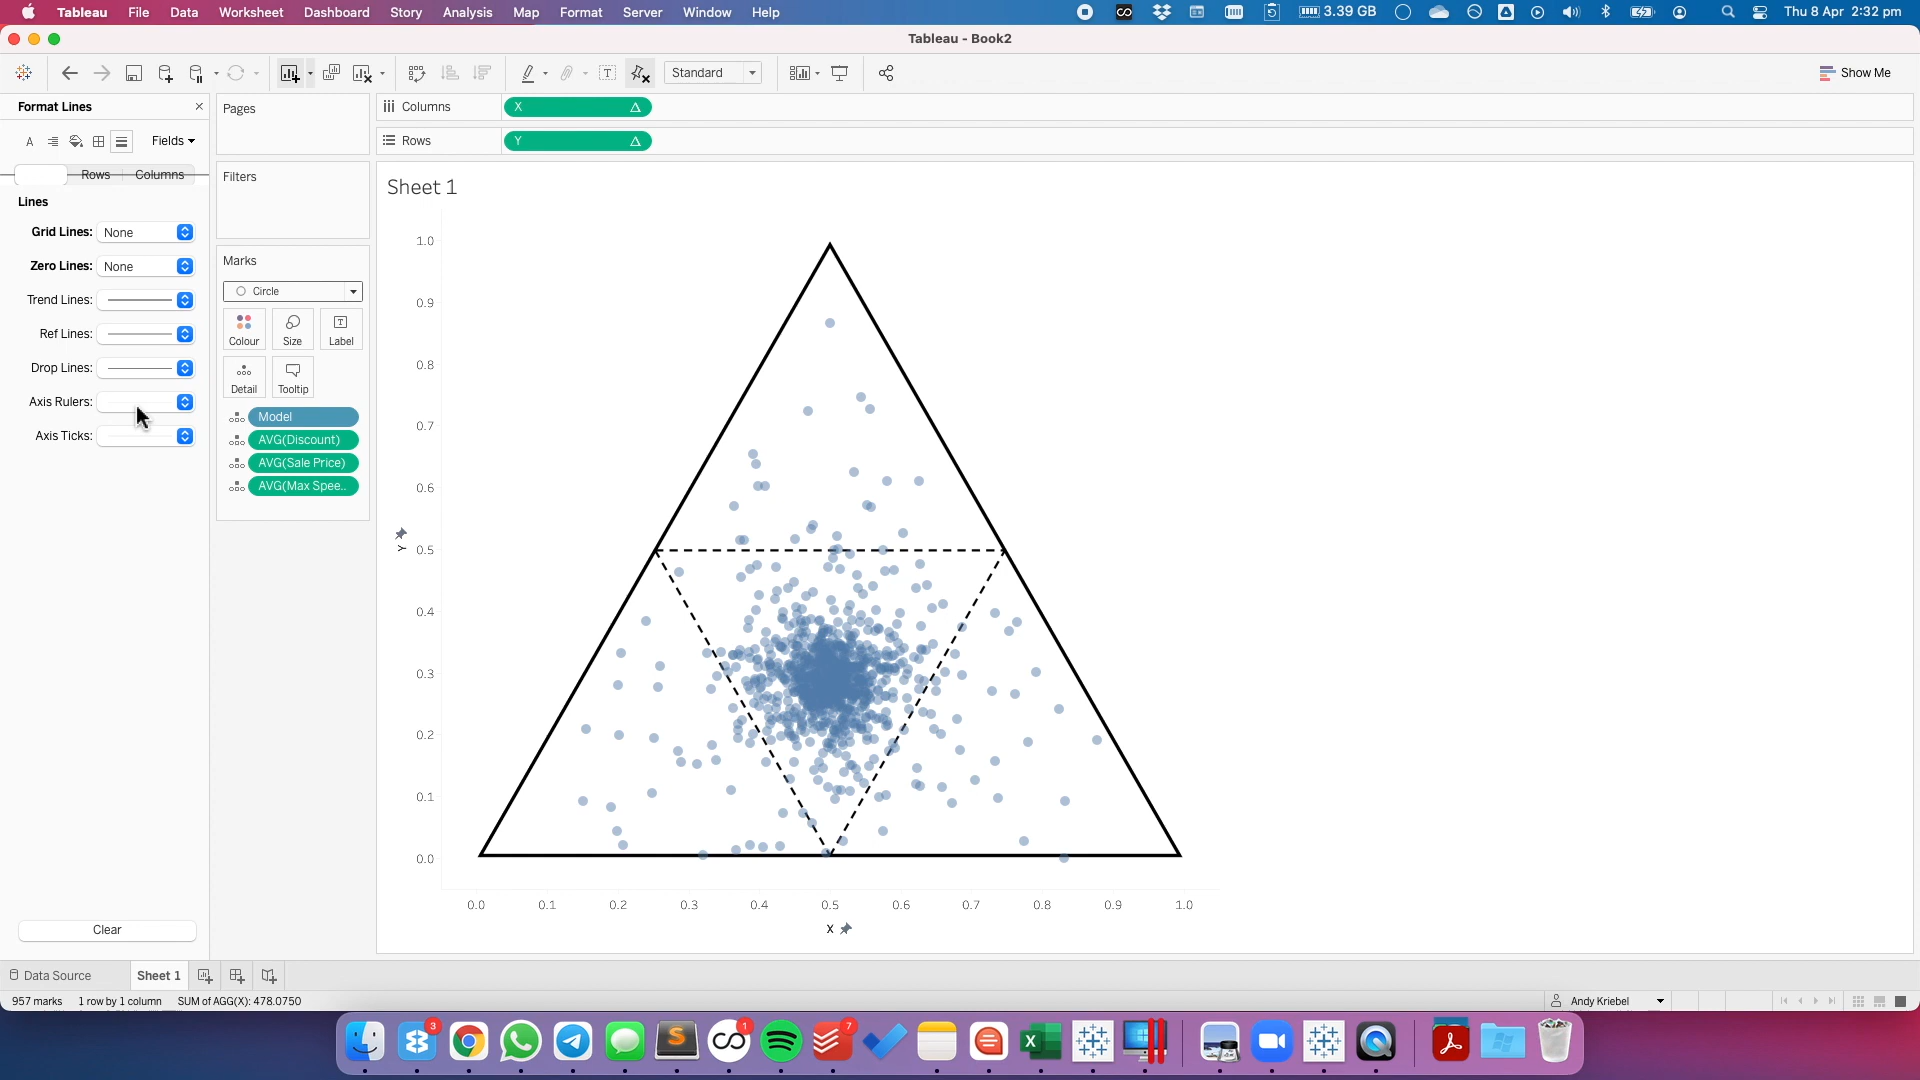 Tableau File Data Worksheet Dashboard Story Analysis Map Format Server Window Help 3.39 GB Thu 8 Apr 2:32 pm
Tableau - Book2
Standard Show Me
Format Lines
Fields
Rows Columns
Lines
Grid Lines: None
Zero Lines: None
Trend Lines:
Ref Lines:
Drop Lines:
Axis Rulers:
Axis Ticks:
Clear
Pages
Filters
Marks
Circle
Colour Size Label
Detail Tooltip
Model
AVG(Discount)
AVG(Sale Price)
AVG(Max Spee..
Columns X
Rows Y
Sheet 1
1.0
0.9
0.8
0.7
0.6
0.5
0.4
0.3
0.2
0.1
0.0
Y
0.0 0.1 0.2 0.3 0.4 0.5 0.6 0.7 0.8 0.9 1.0
X
Data Source Sheet 1
957 marks 1 row by 1 column SUM of AGG(X): 478.0750 Andy Kriebel
3 1 7